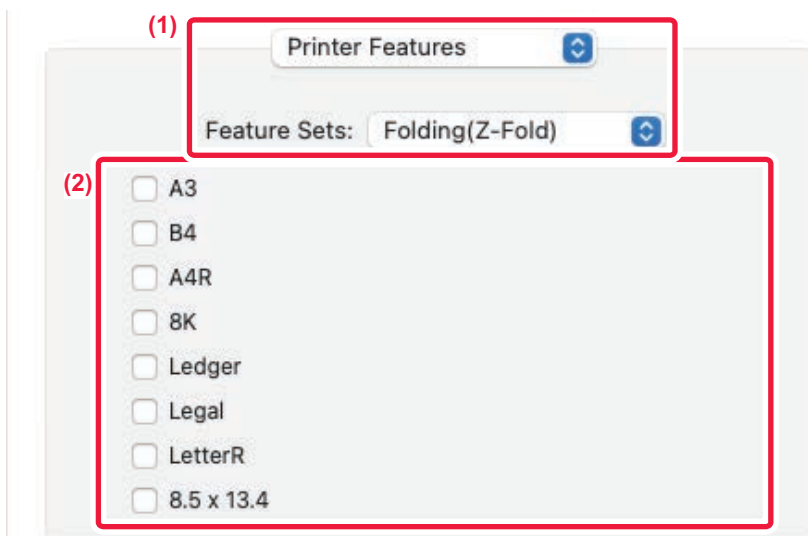 (1)
Printer Features
Feature Sets: Folding(Z-Fold)
(2)
A3
B4
A4R
8K
Ledger
Legal
LetterR
8.5 x 13.4